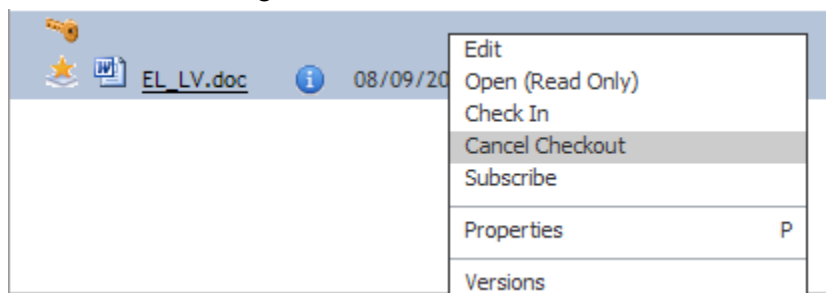 EL_LV.doc 08/09/20
Edit
Open (Read Only)
Check In
Cancel Checkout
Subscribe
Properties P
Versions